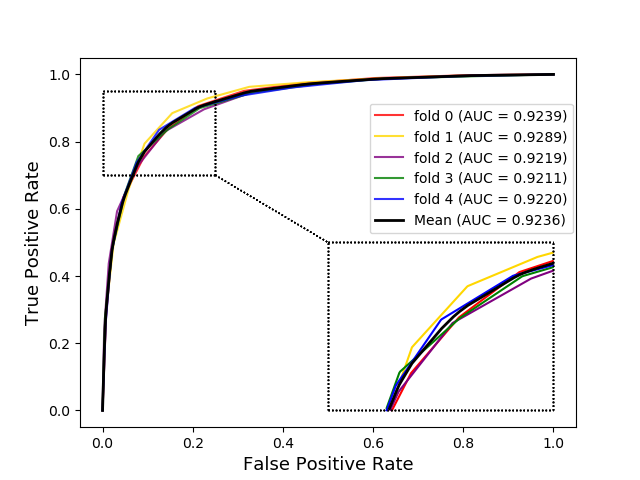 1.0
0.8
0.6
0.4
0.2
0.0
True Positive Rate
fold 0 (AUC = 0.9239)
fold 1 (AUC = 0.9289)
fold 2 (AUC = 0.9219)
fold 3 (AUC = 0.9211)
fold 4 (AUC = 0.9220)
Mean (AUC = 0.9236)
0.0 0.2 0.4 0.6 0.8 1.0
False Positive Rate